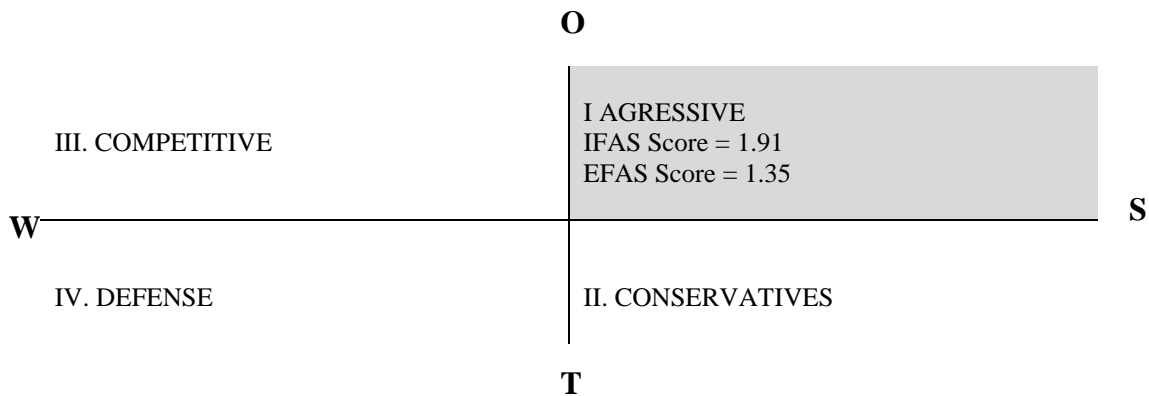 O
III. COMPETITIVE
I AGRESSIVE
IFAS Score = 1.91
EFAS Score = 1.35
W
S
IV. DEFENSE
II. CONSERVATIVES
T